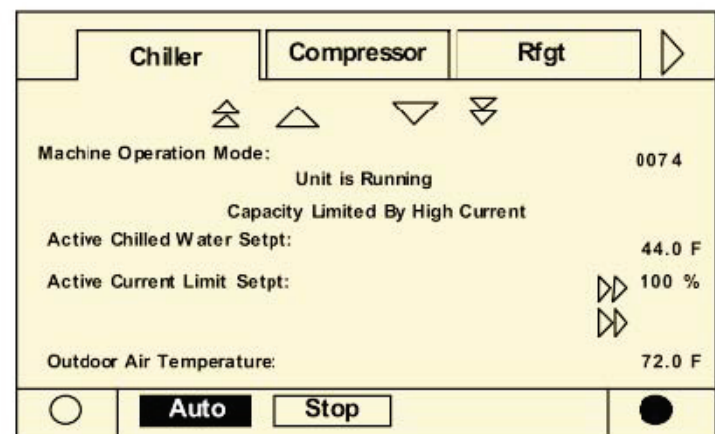 Chiller Compressor Rfgt
Machine Operation Mode: 0074
Unit is Running
Capacity Limited By High Current
Active Chilled Water Setpt: 44.0 F
Active Current Limit Setpt: 100 %
Outdoor Air Temperature: 72.0 F
Auto Stop